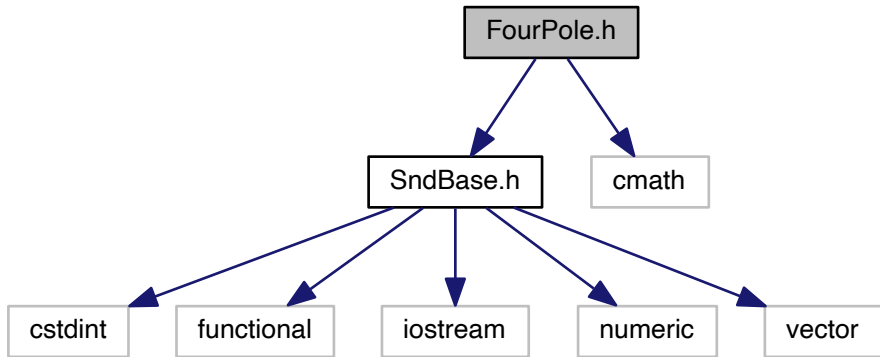 FourPole.h
SndBase.h
cmath
cstdint
functional
iostream
numeric
vector